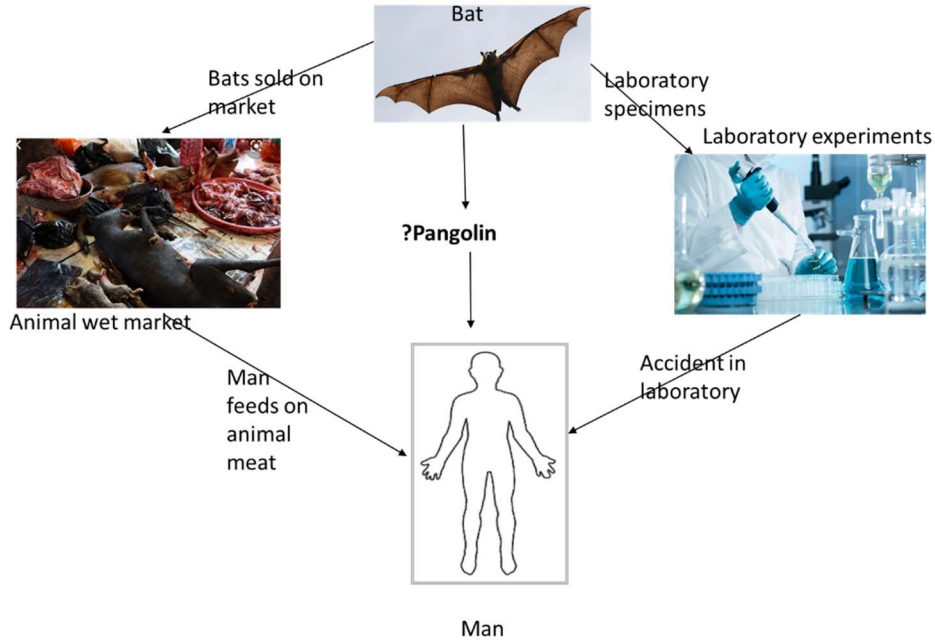 Bat
Bats sold on
market
Laboratory
specimens
Laboratory experiments
?Pangolin
Animal wet market
Man
feeds on
animal
meat
Accident in
laboratory
Man